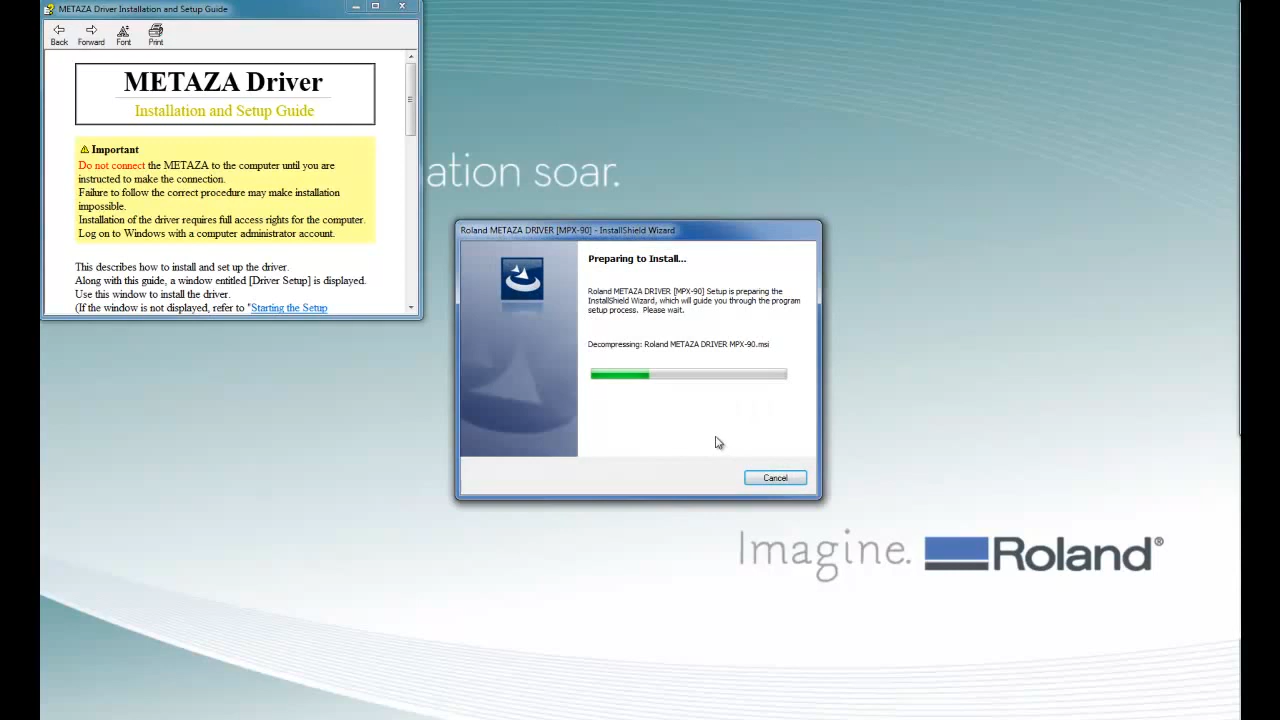 METAZA Driver Installation and Setup Guide
Back Forward Font Print
METAZA Driver
Installation and Setup Guide
⚠ Important
Do not connect the METAZA to the computer until you are
instructed to make the connection.
Failure to follow the correct procedure may make installation
impossible.
Installation of the driver requires full access rights for the computer.
Log on to Windows with a computer administrator account.
This describes how to install and set up the driver.
Along with this guide, a window entitled [Driver Setup] is displayed.
Use this window to install the driver.
(If the window is not displayed, refer to "Starting the Setup
ation soar.
Roland METAZA DRIVER [MPX-90] - InstallShield Wizard
Preparing to Install...
Roland METAZA DRIVER [MPX-90] Setup is preparing the
InstallShield Wizard, which will guide you through the program
setup process. Please wait.
Decompressing: Roland METAZA DRIVER MPX-90.msi
Cancel
Imagine. Roland®